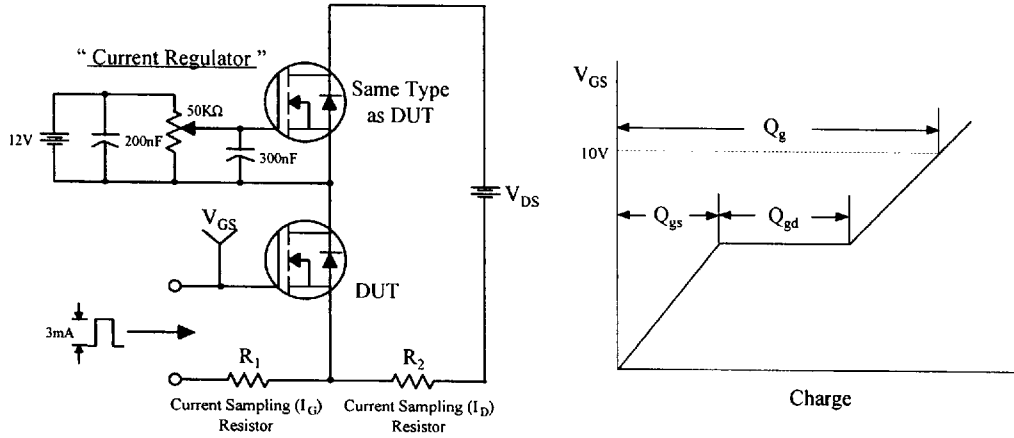 “ Current Regulator ”
50KΩ
12V
200nF
300nF
Same Type
as DUT
V_DS
V_GS
DUT
3mA
R_1
R_2
Current Sampling (I_G)
Resistor
Current Sampling (I_D)
Resistor
V_GS
Q_g
10V
Q_gs
Q_gd
Charge